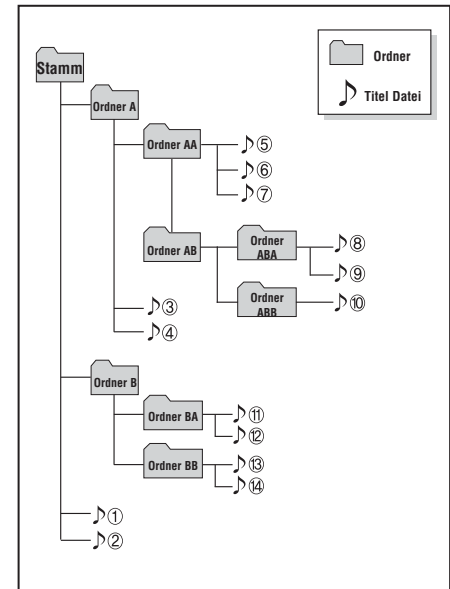 Stamm
Ordner
Titel Datei
Ordner A
Ordner AA
⑤
⑥
⑦
Ordner AB
Ordner
ABA
⑧
⑨
Ordner
ABB
⑩
③
④
Ordner B
Ordner BA
⑪
⑫
Ordner BB
⑬
⑭
①
②